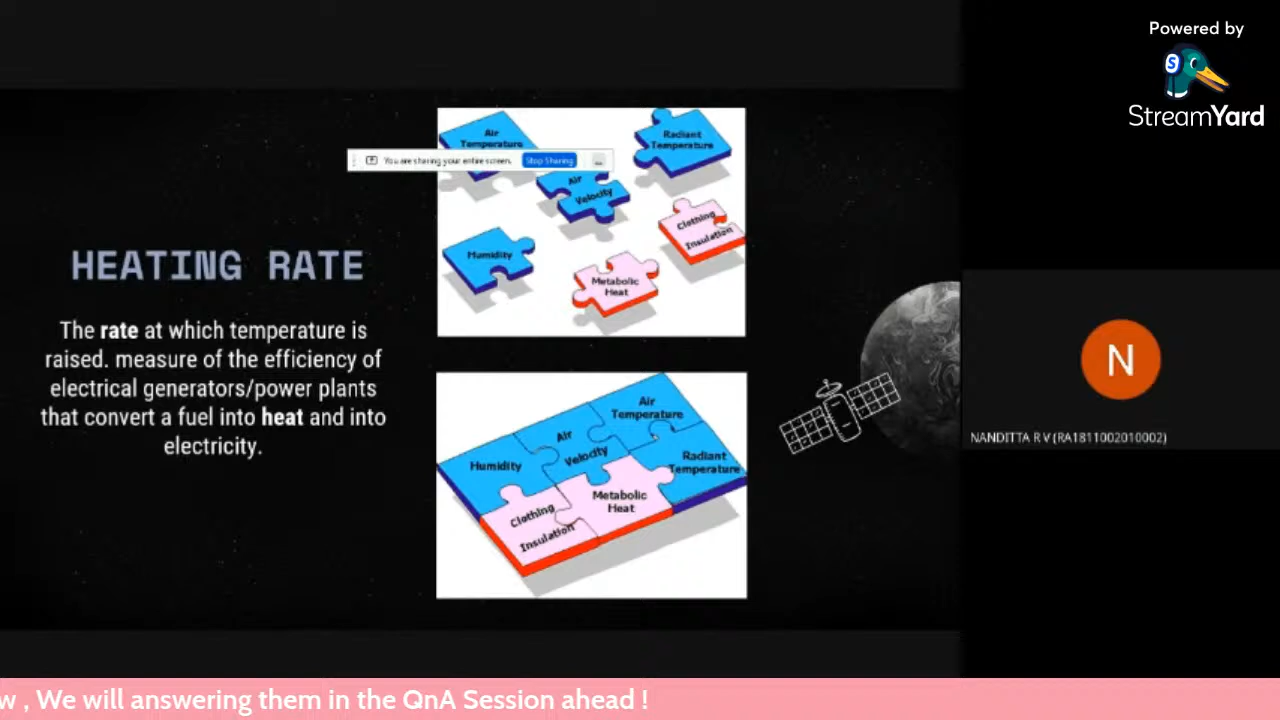 Powered by
StreamYard
Air
Temperature
Radiant
Temperature
You are sharing your entire screen.
Stop Sharing
Air
Velocity
Clothing
Insulation
Humidity
Metabolic
Heat
HEATING RATE
The rate at which temperature is
raised. measure of the efficiency of
electrical generators/power plants
that convert a fuel into heat and into
electricity.
Air
Temperature
Air
Velocity
Humidity
Radiant
Temperature
Metabolic
Heat
Clothing
Insulation
N
NANDITTA R V (RA1811002010002)
w , We will answering them in the QnA Session ahead !